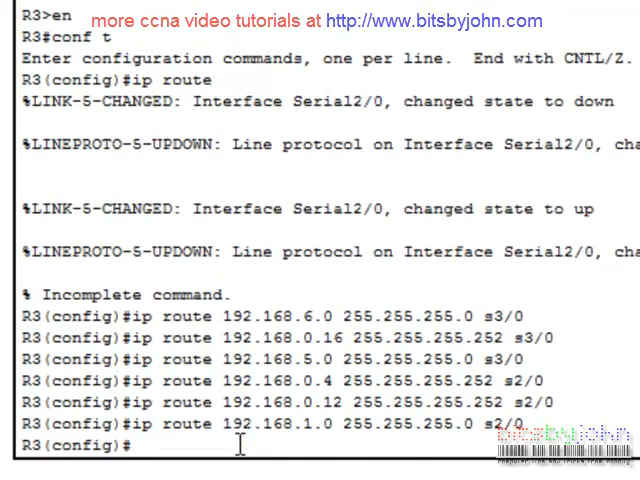 R3>en
more ccna video tutorials at http://www.bitsbyjohn.com
R3#conf t
Enter configuration commands, one per line.  End with CNTL/Z.
R3(config)#ip route
%LINK-5-CHANGED: Interface Serial2/0, changed state to down
%LINEPROTO-5-UPDOWN: Line protocol on Interface Serial2/0, cha
%LINK-5-CHANGED: Interface Serial2/0, changed state to up
%LINEPROTO-5-UPDOWN: Line protocol on Interface Serial2/0, cha
% Incomplete command.
R3(config)#ip route 192.168.6.0 255.255.255.0 s3/0
R3(config)#ip route 192.168.0.16 255.255.255.252 s3/0
R3(config)#ip route 192.168.5.0 255.255.255.0 s3/0
R3(config)#ip route 192.168.0.4 255.255.255.252 s2/0
R3(config)#ip route 192.168.0.12 255.255.255.252 s2/0
R3(config)#ip route 192.168.1.0 255.255.255.0 s2/0
R3(config)#
bitsbyjohn